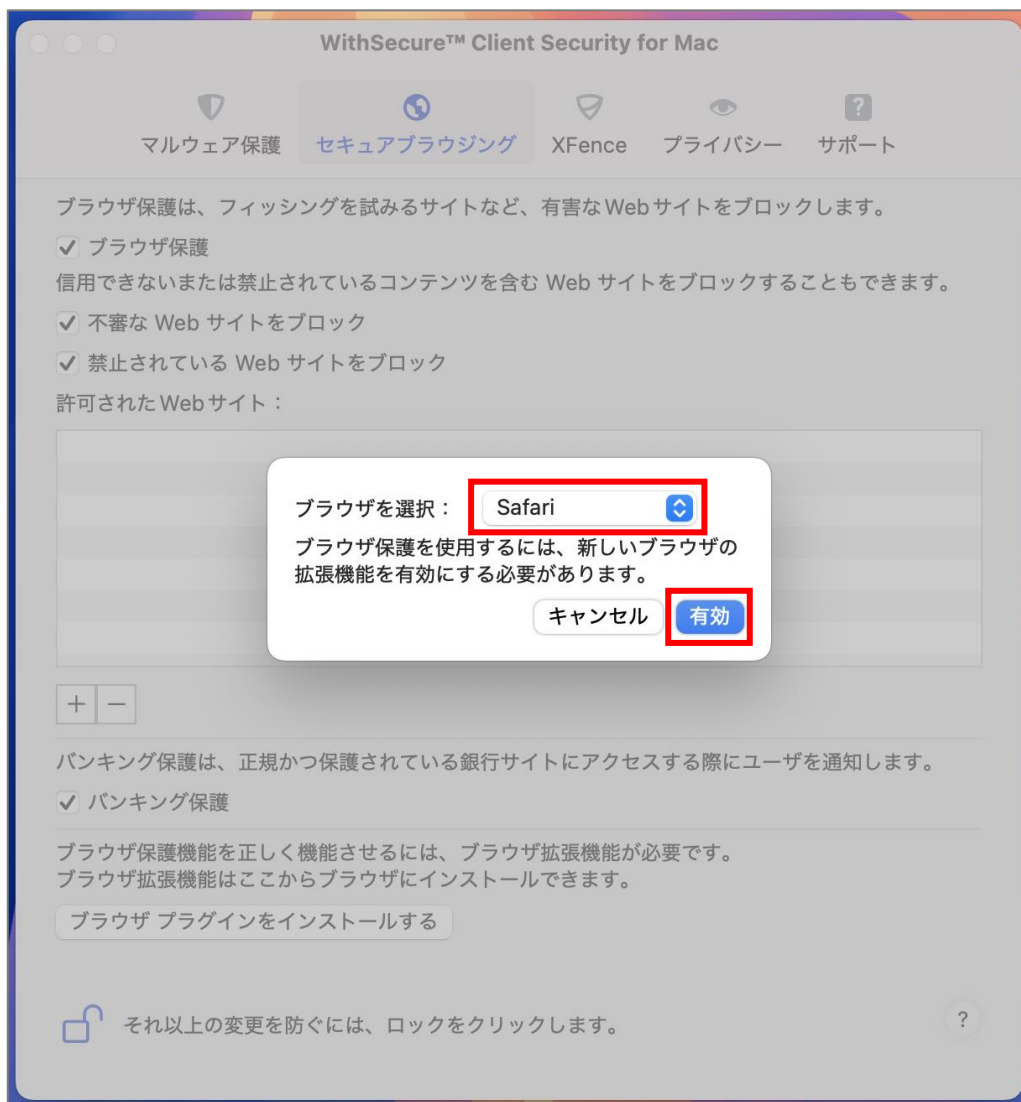 WithSecure™ Client Security for Mac
マルウェア保護 セキュアブラウジング XFence プライバシー サポート
ブラウザ保護は、フィッシングを試みるサイトなど、有害なWebサイトをブロックします。
ブラウザ保護
信用できないまたは禁止されているコンテンツを含む Web サイトをブロックすることもできます。
不審な Web サイトをブロック
禁止されている Web サイトをブロック
許可されたWebサイト：
ブラウザを選択： Safari
ブラウザ保護を使用するには、新しいブラウザの
拡張機能を有効にする必要があります。
キャンセル 有効
バンキング保護は、正規かつ保護されている銀行サイトにアクセスする際にユーザを通知します。
バンキング保護
ブラウザ保護機能を正しく機能させるには、ブラウザ拡張機能が必要です。
ブラウザ拡張機能はここからブラウザにインストールできます。
ブラウザ プラグインをインストールする
それ以上の変更を防ぐには、ロックをクリックします。 ?